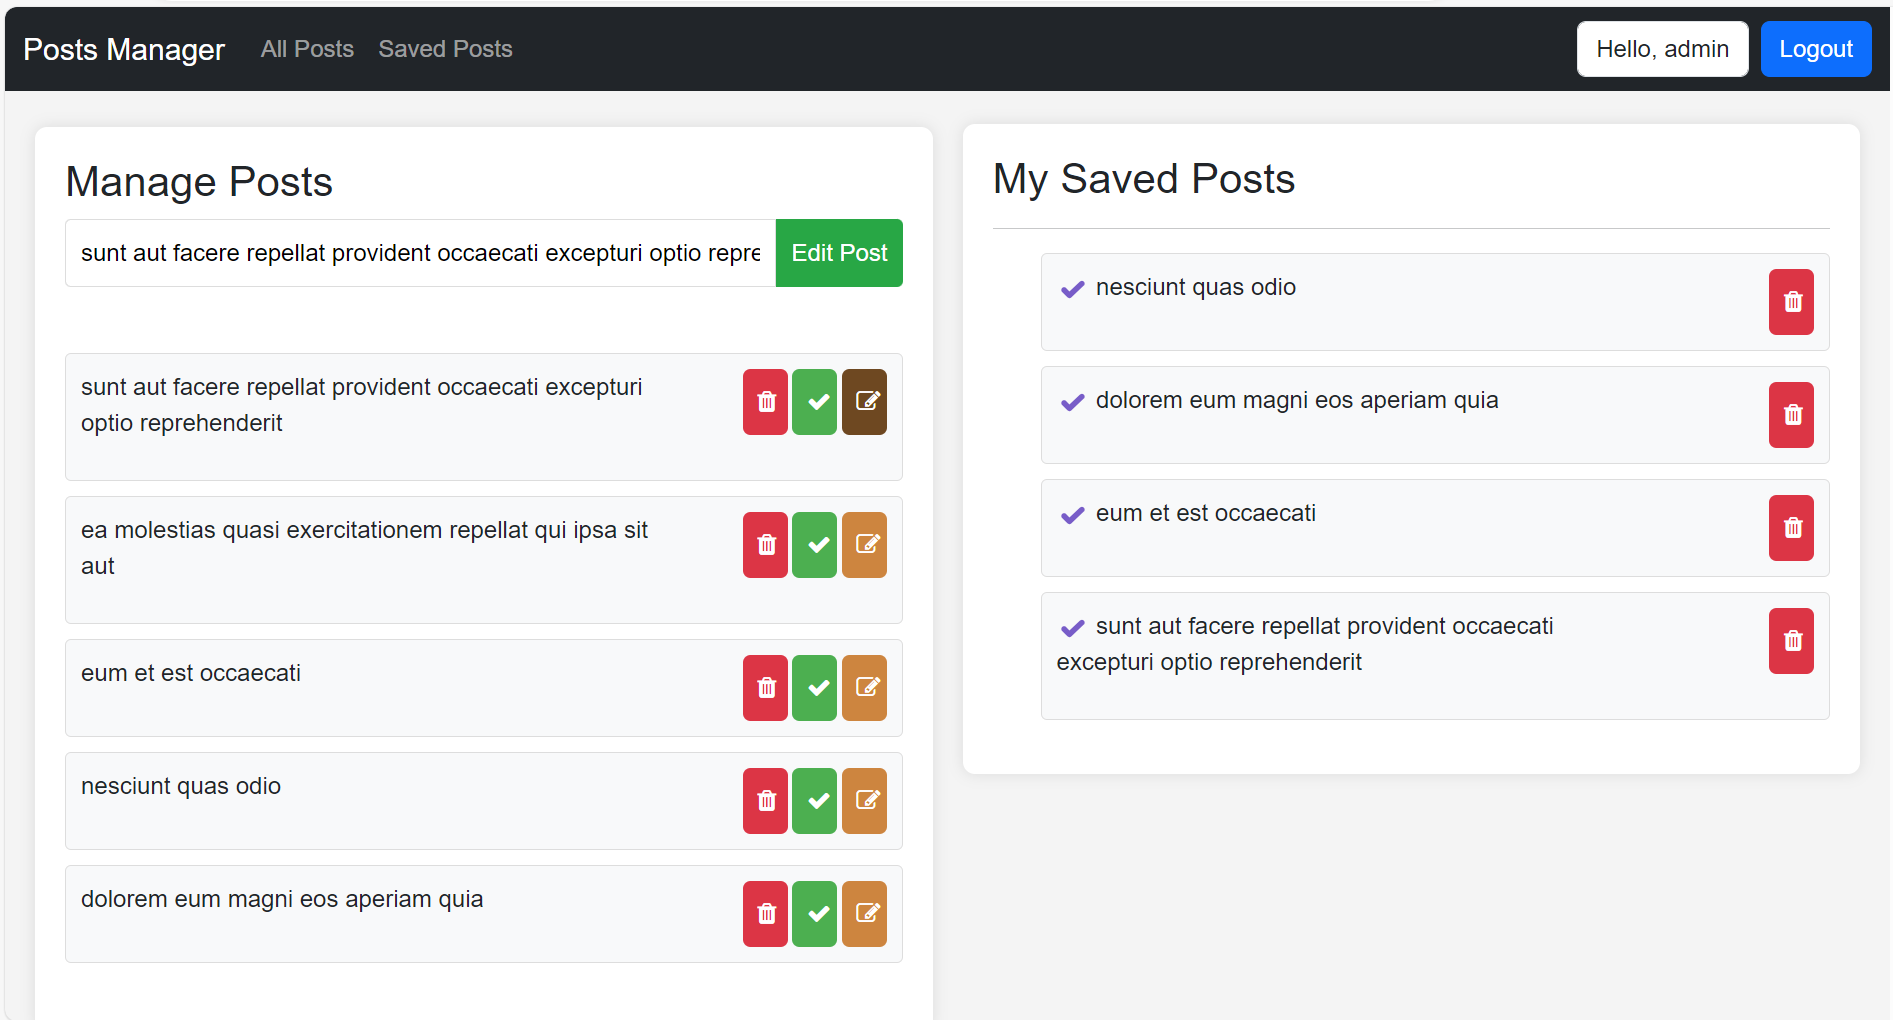 Posts Manager All Posts Saved Posts Hello, admin Logout
Manage Posts
sunt aut facere repellat provident occaecati excepturi optio repre Edit Post
sunt aut facere repellat provident occaecati excepturi
optio reprehenderit
ea molestias quasi exercitationem repellat qui ipsa sit
aut
eum et est occaecati
nesciunt quas odio
dolorem eum magni eos aperiam quia
My Saved Posts
nesciunt quas odio
dolorem eum magni eos aperiam quia
eum et est occaecati
sunt aut facere repellat provident occaecati
excepturi optio reprehenderit